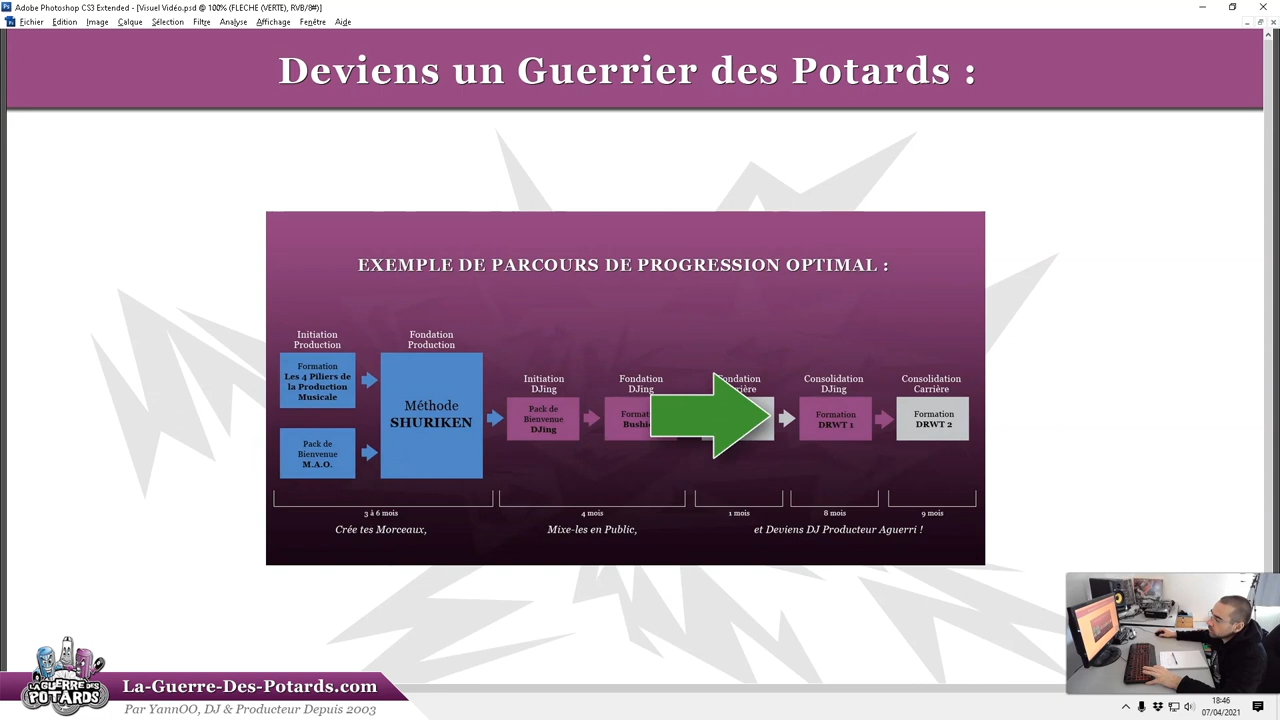 Adobe Photoshop CS3 Extended - [Visuel Vidéo.psd @ 100% (FLECHE (VERTE), RVB/8#)]
Fichier Edition Image Calque Sélection Filtre Analyse Affichage Fenêtre Aide
Deviens un Guerrier des Potards :
EXEMPLE DE PARCOURS DE PROGRESSION OPTIMAL :
Initiation
Production
Fondation
Production
Formation
Les 4 Piliers de
la Production
Musicale
Pack de
Bienvenue
M.A.O.
Méthode
SHURIKEN
Initiation
DJing
Pack de
Bienvenue
DJing
Fondation
DJing
Consolidation
DJing
Formation
DRWT 1
Consolidation
Carrière
Formation
DRWT 2
3 à 6 mois
4 mois
1 mois
8 mois
9 mois
Crée tes Morceaux,
Mixe-les en Public,
et Deviens DJ Producteur Aguerri !
LA GUERRE DES
POTARDS
La-Guerre-Des-Potards.com
Par YannOO, DJ & Producteur Depuis 2003
18:46
07/04/2021